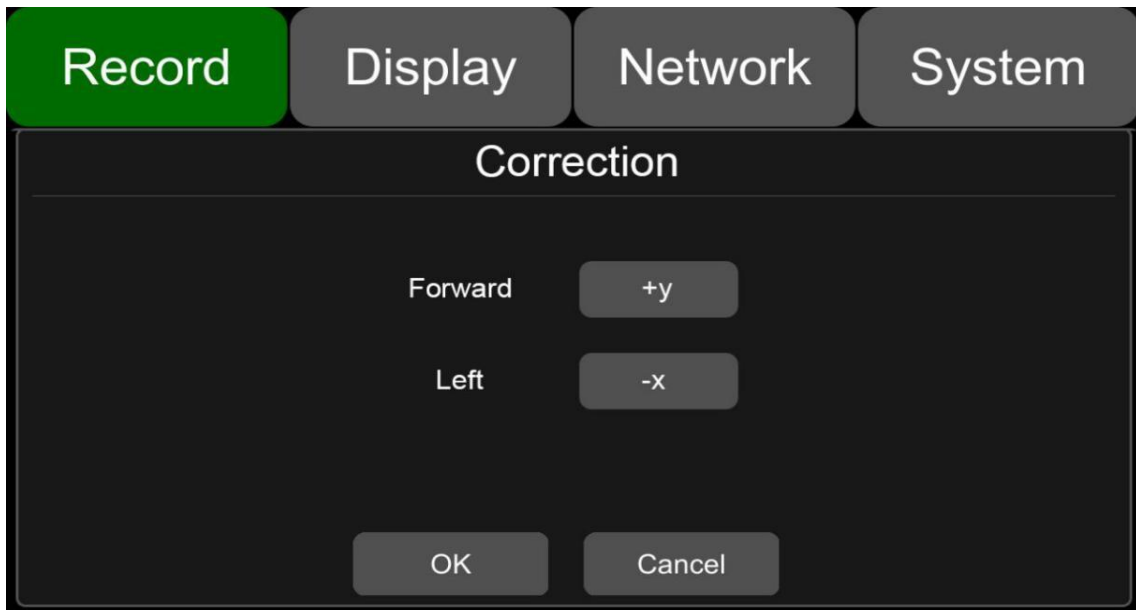 Record Display Network System
Correction
Forward +y
Left -x
OK Cancel